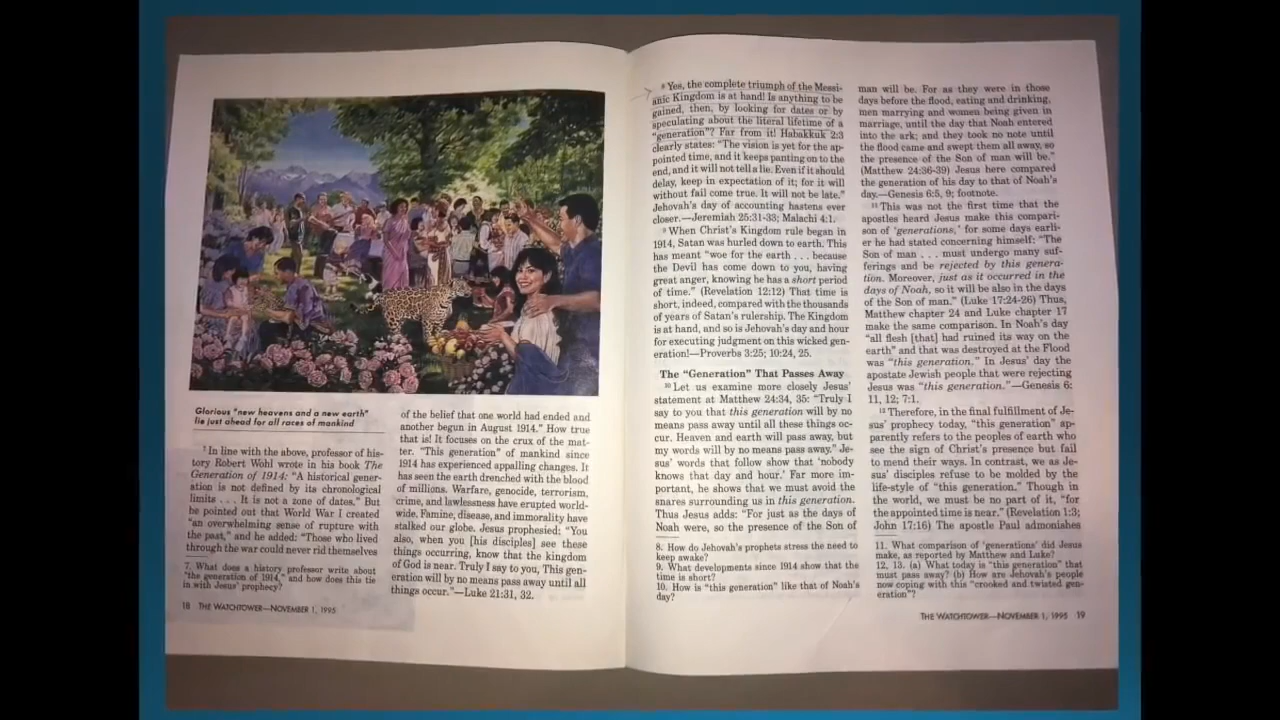 Glorious "new heavens and a new earth"
lie just ahead for all races of mankind
7 In line with the above, professor of his-
tory Robert Wohl wrote in his book The
Generation of 1914: "A historical gener-
ation is not defined by its chronological
limits . . . It is not a zone of dates." But
he pointed out that World War I created
"an overwhelming sense of rupture with
the past," and he added: "Those who lived
through the war could never rid themselves
7. What does a history professor write about
"the generation of 1914," and how does this tie
in with Jesus' prophecy?
18 THE WATCHTOWER—NOVEMBER 1, 1995
of the belief that one world had ended and
another begun in August 1914." How true
that is! It focuses on the crux of the mat-
ter. "This generation" of mankind since
1914 has experienced appalling changes. It
has seen the earth drenched with the blood
of millions. Warfare, genocide, terrorism,
crime, and lawlessness have erupted world-
wide. Famine, disease, and immorality have
stalked our globe. Jesus prophesied: "You
also, when you [his disciples] see these
things occurring, know that the kingdom
of God is near. Truly I say to you, This gen-
eration will by no means pass away until all
things occur."—Luke 21:31, 32.
8 Yes, the complete triumph of the Messi-
anic Kingdom is at hand! Is anything to be
gained, then, by looking for dates or by
speculating about the literal lifetime of a
"generation"? Far from it! Habakkuk 2:3
clearly states: "The vision is yet for the ap-
pointed time, and it keeps panting on to the
end, and it will not tell a lie. Even if it should
delay, keep in expectation of it; for it will
without fail come true. It will not be late."
Jehovah's day of accounting hastens ever
closer.—Jeremiah 25:31-33; Malachi 4:1.
9 When Christ's Kingdom rule began in
1914, Satan was hurled down to earth. This
has meant "woe for the earth . . . because
the Devil has come down to you, having
great anger, knowing he has a short period
of time." (Revelation 12:12) That time is
short, indeed, compared with the thousands
of years of Satan's rulership. The Kingdom
is at hand, and so is Jehovah's day and hour
for executing judgment on this wicked gen-
eration!—Proverbs 3:25; 10:24, 25.
The "Generation" That Passes Away
10 Let us examine more closely Jesus'
statement at Matthew 24:34, 35: "Truly I
say to you that this generation will by no
means pass away until all these things oc-
cur. Heaven and earth will pass away, but
my words will by no means pass away." Je-
sus' words that follow show that 'nobody
knows that day and hour.' Far more im-
portant, he shows that we must avoid the
snares surrounding us in this generation.
Thus Jesus adds: "For just as the days of
Noah were, so the presence of the Son of
8. How do Jehovah's prophets stress the need to
keep awake?
9. What developments since 1914 show that the
time is short?
10. How is "this generation" like that of Noah's
day?
man will be. For as they were in those
days before the flood, eating and drinking,
men marrying and women being given in
marriage, until the day that Noah entered
into the ark; and they took no note until
the flood came and swept them all away, so
the presence of the Son of man will be."
(Matthew 24:36-39) Jesus here compared
the generation of his day to that of Noah's
day.—Genesis 6:5, 9; footnote.
11 This was not the first time that the
apostles heard Jesus make this compari-
son of 'generations,' for some days earli-
er he had stated concerning himself: "The
Son of man . . . must undergo many suf-
ferings and be rejected by this genera-
tion. Moreover, just as it occurred in the
days of Noah, so it will be also in the days
of the Son of man." (Luke 17:24-26) Thus,
Matthew chapter 24 and Luke chapter 17
make the same comparison. In Noah's day
"all flesh [that] had ruined its way on the
earth" and that was destroyed at the Flood
was "this generation." In Jesus' day the
apostate Jewish people that were rejecting
Jesus was "this generation."—Genesis 6:
11, 12; 7:1.
12 Therefore, in the final fulfillment of Je-
sus' prophecy today, "this generation" ap-
parently refers to the peoples of earth who
see the sign of Christ's presence but fail
to mend their ways. In contrast, we as Je-
sus' disciples refuse to be molded by the
life-style of "this generation." Though in
the world, we must be no part of it, "for
the appointed time is near." (Revelation 1:3;
John 17:16) The apostle Paul admonishes
11. What comparison of 'generations' did Jesus
make, as reported by Matthew and Luke?
12, 13. (a) What today is "this generation" that
must pass away? (b) How are Jehovah's people
now coping with this "crooked and twisted gen-
eration"?
THE WATCHTOWER—NOVEMBER 1, 1995 19